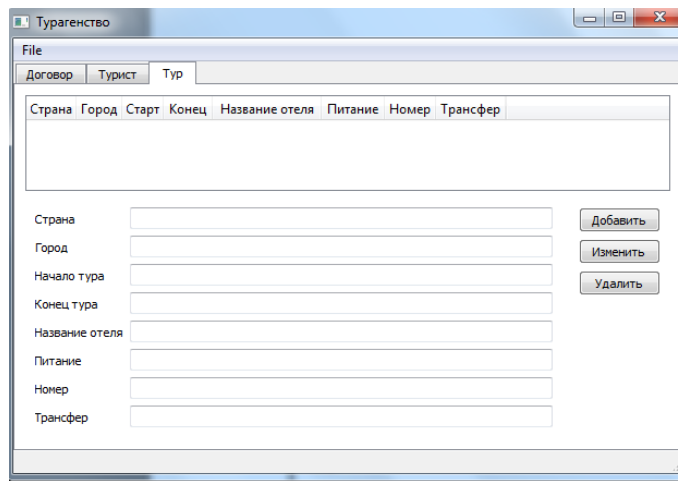 Турагенство
File
Договор Турист Тур
Страна Город Старт Конец Название отеля Питание Номер Трансфер
Страна Добавить
Город Изменить
Начало тура Удалить
Конец тура
Название отеля
Питание
Номер
Трансфер